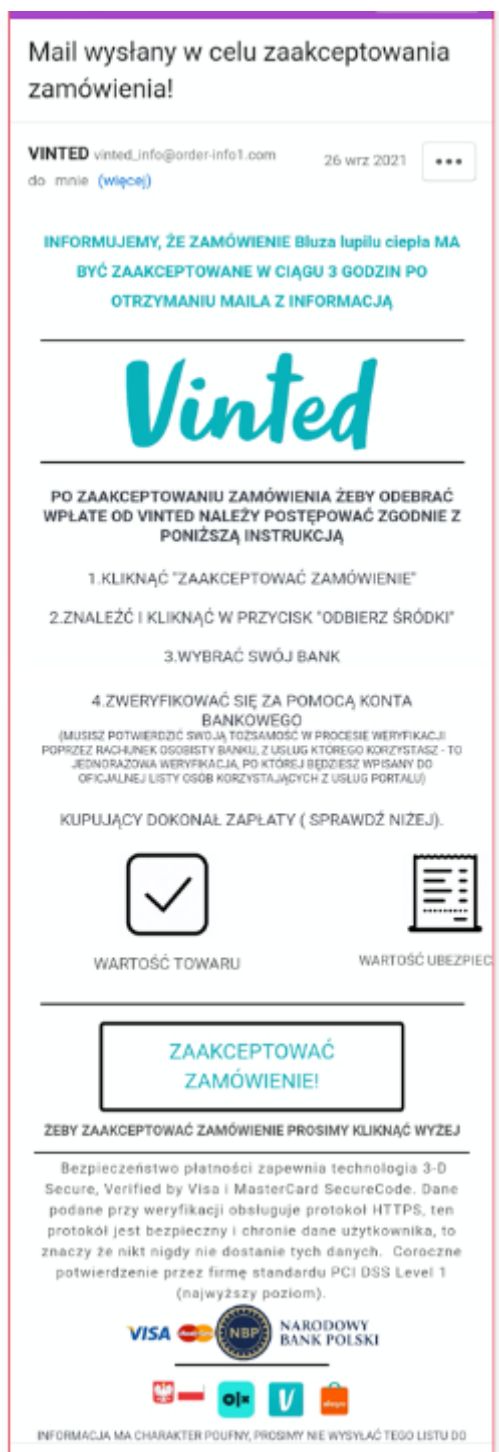 Mail wysłany w celu zaakceptowania
zamówienia!
VINTED vinted_info@order-info1.com
26 wrz 2021
do mnie (więcej)
INFORMUJEMY, ŻE ZAMÓWIENIE Bluza lupilu ciepła MA
BYĆ ZAAKCEPTOWANE W CIĄGU 3 GODZIN PO
OTRZYMANIU MAILA Z INFORMACJĄ
Vinted
PO ZAAKCEPTOWANIU ZAMÓWIENIA ŻEBY ODEBRAĆ
WPŁATE OD VINTED NALEŻY POSTĘPOWAĆ ZGODNIE Z
PONIŻSZĄ INSTRUKCJĄ
1.KLIKNĄĆ "ZAAKCEPTOWAĆ ZAMÓWIENIE"
2.ZNALEŹĆ I KLIKNĄĆ W PRZYCISK "ODBIERZ ŚRODKI"
3.WYBRAĆ SWÓJ BANK
4.ZWERYFIKOWAĆ SIĘ ZA POMOCĄ KONTA
BANKOWEGO
(MUSISZ POTWIERDZIĆ SWOJĄ TOŻSAMOŚĆ W PROCESIE WERYFIKACJI
POPRZEZ RACHUNEK OSOBISTY BANKU, Z USŁUG KTÓREGO KORZYSTASZ - TO
JEDNORAZOWA WERYFIKACJA, PO KTÓREJ BĘDZIESZ WPISANY DO
OFICJALNEJ LISTY OSÓB KORZYSTAJĄCYCH Z USŁUG PORTALU)
KUPUJĄCY DOKONAŁ ZAPŁATY ( SPRAWDŹ NIŻEJ).
WARTOŚĆ TOWARU
WARTOŚĆ UBEZPIEC
ZAAKCEPTOWAĆ
ZAMÓWIENIE!
ŻEBY ZAAKCEPTOWAĆ ZAMÓWIENIE PROSIMY KLIKNĄĆ WYŻEJ
Bezpieczeństwo płatności zapewnia technologia 3-D
Secure, Verified by Visa i MasterCard SecureCode. Dane
podane przy weryfikacji obsługuje protokół HTTPS, ten
protokół jest bezpieczny i chronie dane użytkownika, to
znaczy że nikt nigdy nie dostanie tych danych. Coroczne
potwierdzenie przez firmę standardu PCI DSS Level 1
(najwyższy poziom).
VISA MasterCard NBP NARODOWY
BANK POLSKI
olx V allegro
INFORMACJA MA CHARAKTER POUFNY, PROSIMY NIE WYSYŁAĆ TEGO LISTU DO